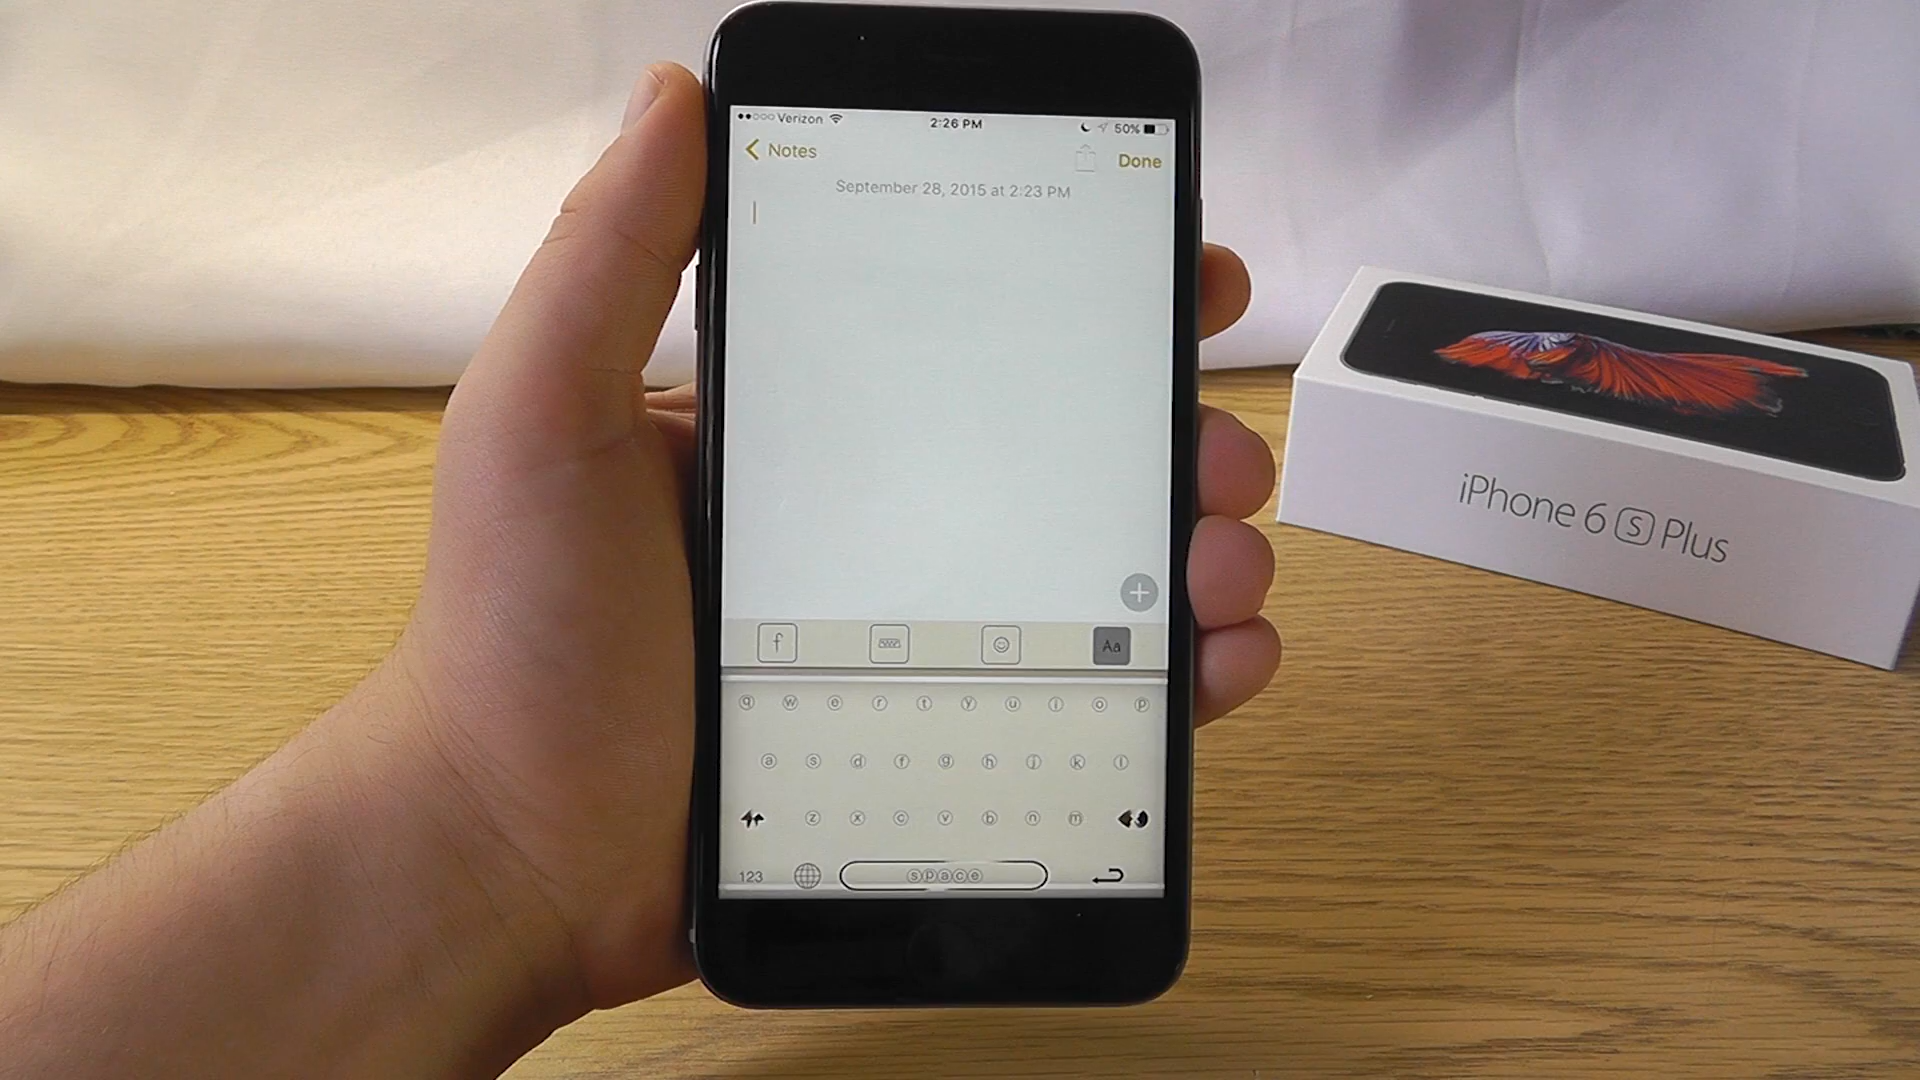 Verizon 2:26 PM 50%
Notes Done
September 28, 2015 at 2:23 PM
f Aa
ⓠ ⓦ ⓔ ⓡ ⓣ ⓨ ⓤ ⓘ ⓞ ⓟ
ⓐ ⓢ ⓓ ⓕ ⓖ ⓗ ⓙ ⓚ ⓛ
ⓩ ⓧ ⓒ ⓥ ⓑ ⓝ ⓜ
123 ⓢⓟⓐⓒⓔ
iPhone 6 S Plus